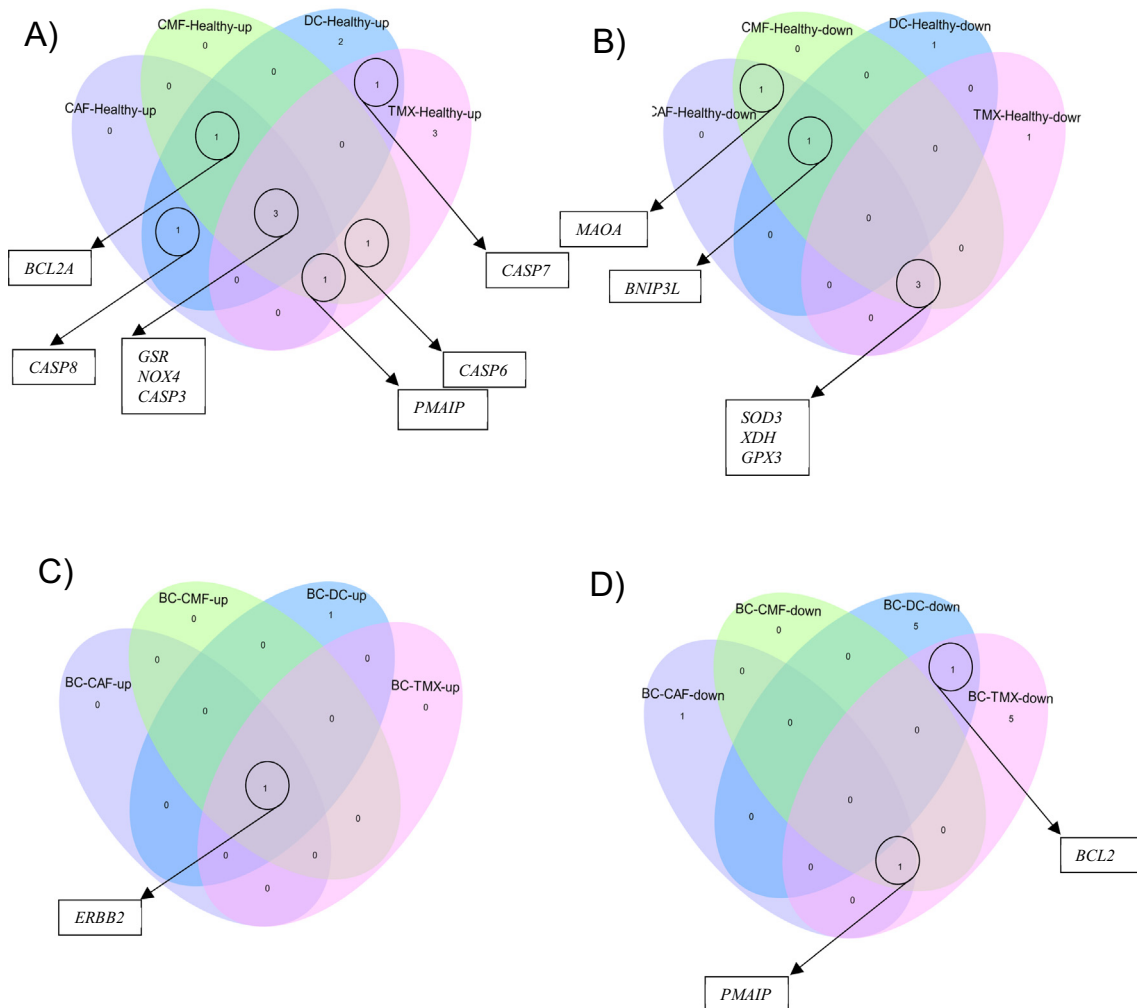 A)
CMF-Healthy-up
0
DC-Healthy-up
2
0
0
1
CAF-Healthy-up
0
TMX-Healthy-up
3
1
0
3
1
1
1
0
0
BCL2A
CASP7
CASP8
GSR
NOX4
CASP3
CASP6
PMAIP
B)
CMF-Healthy-down
0
DC-Healthy-down
1
0
1
0
CAF-Healthy-down
0
TMX-Healthy-down
1
1
0
0
0
0
0
3
0
MAOA
BNIP3L
SOD3
XDH
GPX3
C)
BC-CMF-up
0
BC-DC-up
1
0
0
0
BC-CAF-up
0
BC-TMX-up
0
0
0
1
0
0
0
0
0
ERBB2
D)
BC-CMF-down
0
BC-DC-down
5
0
0
1
BC-CAF-down
1
BC-TMX-down
5
0
0
0
0
0
0
1
0
BCL2
PMAIP